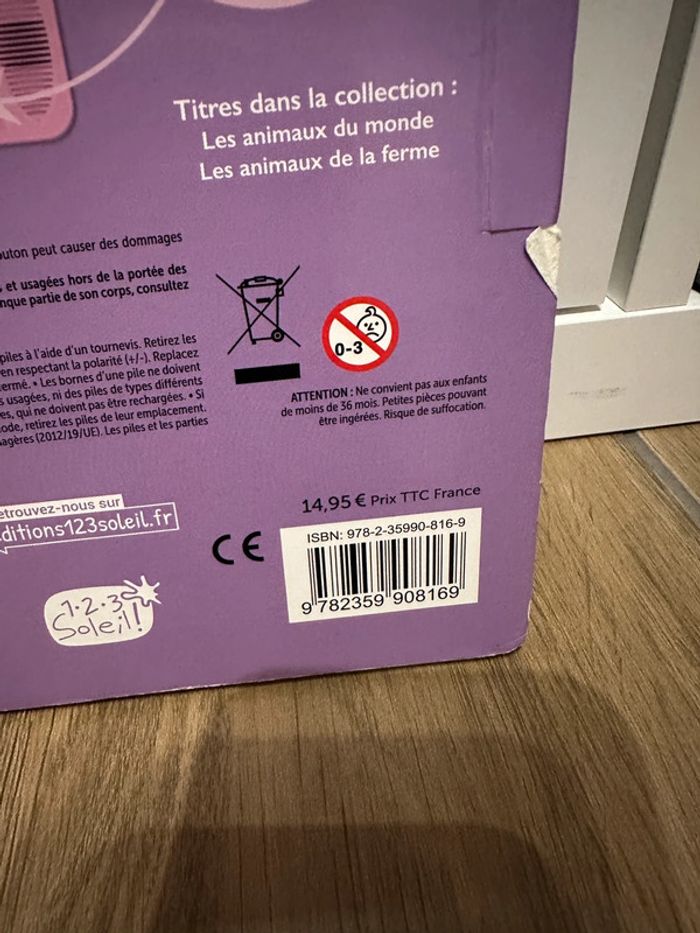 Titres dans la collection :
Les animaux du monde
Les animaux de la ferme
peut causer des dommages
et usagées hors de la portée des
partie de son corps, consultez
piles à l'aide d'un tournevis. Retirez les
en respectant la polarité (+/-). Replacez
• Les bornes d'une pile ne doivent
usagées, ni des piles de types différents
qui ne doivent pas être rechargées. • Si
retirez les piles de leur emplacement.
(2012/19/UE). Les piles et les parties
0-3
ATTENTION : Ne convient pas aux enfants
de moins de 36 mois. Petites pièces pouvant
être ingérées. Risque de suffocation.
etrouvez-nous sur
ditions123soleil.fr
1·2·3
Soleil!
CE
14,95 € Prix TTC France
ISBN: 978-2-35990-816-9
9 782359 908169